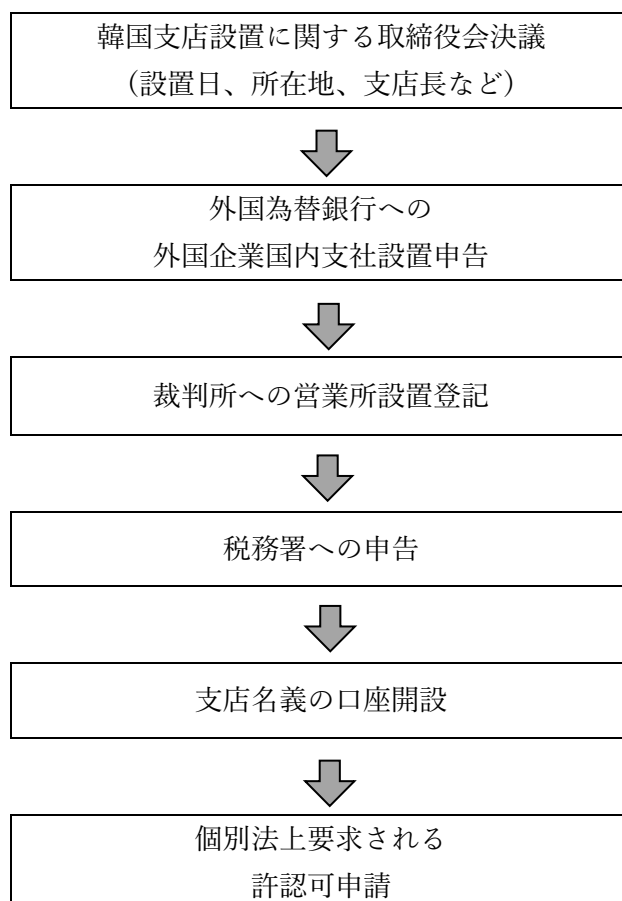 韓国支店設置に関する取締役会決議
（設置日、所在地、支店長など）
外国為替銀行への
外国企業国内支社設置申告
裁判所への営業所設置登記
税務署への申告
支店名義の口座開設
個別法上要求される
許認可申請